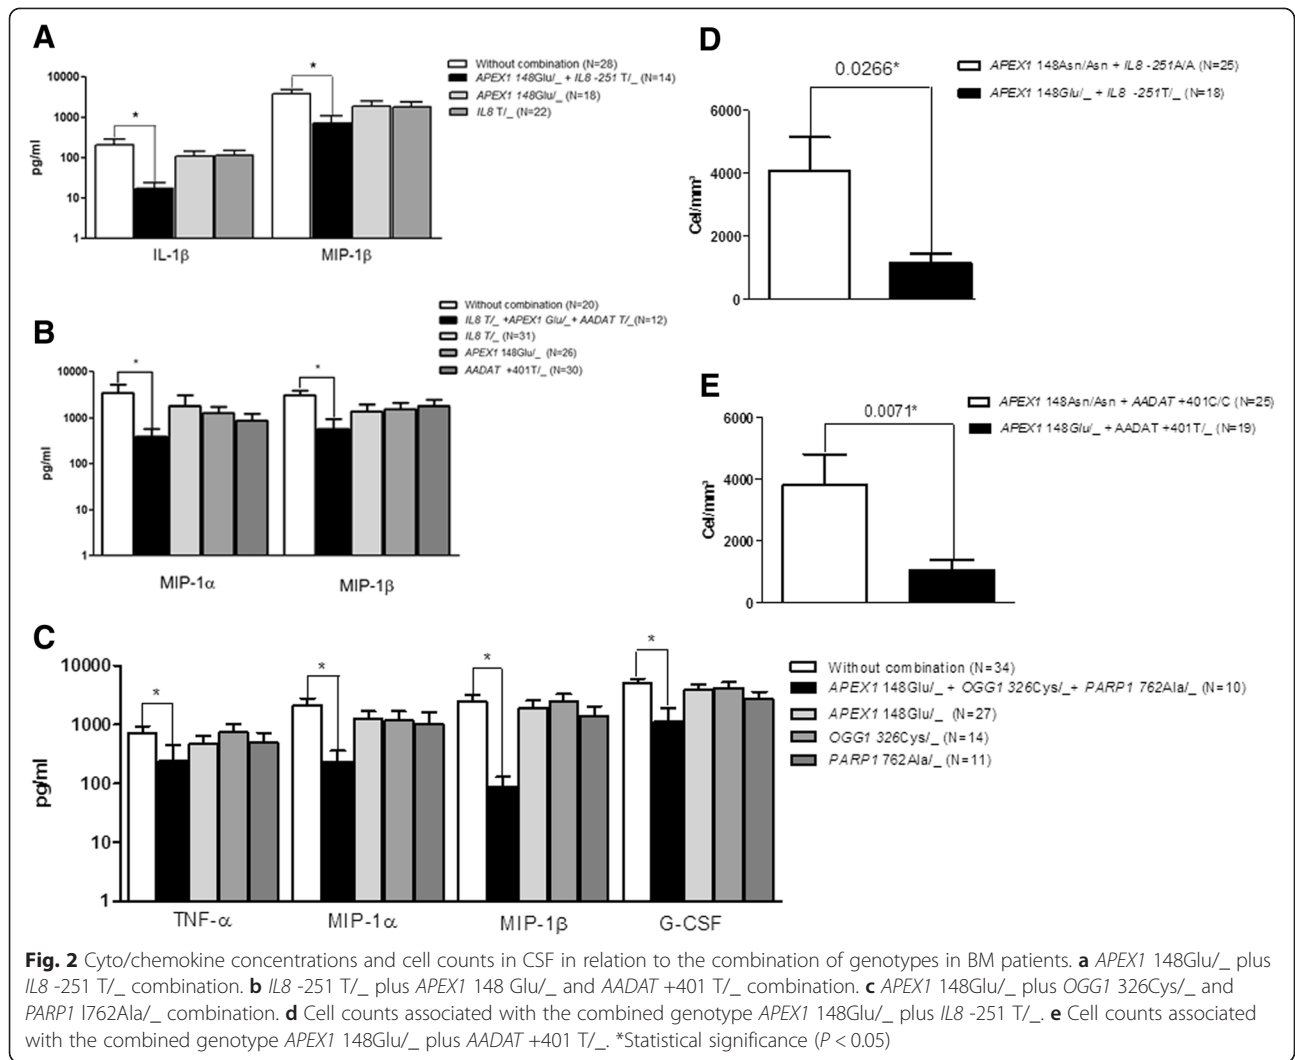 A
Without combination (N=28)
APEX1 148Glu/_ + IL8 -251 T/_ (N=14)
APEX1 148Glu/_ (N=18)
IL8 T/_ (N=22)
pg/ml
10000
1000
100
10
1
*
*
IL-1β
MIP-1β
B
Without combination (N=20)
IL8 T/_ +APEX1 Glu/_+ AADAT T/_(N=12)
IL8 T/_ (N=31)
APEX1 148Glu/_ (N=26)
AADAT +401T/_ (N=30)
pg/ml
10000
1000
100
10
1
*
*
MIP-1α
MIP-1β
C
Without combination (N=34)
APEX1 148Glu/_ + OGG1 326Cys/_+ PARP1 762Ala/_ (N=10)
APEX1 148Glu/_ (N=27)
OGG1 326Cys/_ (N=14)
PARP1 762Ala/_ (N=11)
pg/ml
10000
1000
100
10
1
*
*
*
*
TNF-α
MIP-1α
MIP-1β
G-CSF
D
APEX1 148Asn/Asn + IL8 -251A/A (N=25)
APEX1 148Glu/_ + IL8 -251T/_ (N=18)
0.0266*
Cel/mm³
6000
4000
2000
0
E
APEX1 148Asn/Asn + AADAT +401C/C (N=25)
APEX1 148Glu/_ + AADAT +401T/_ (N=19)
0.0071*
Cel/mm³
6000
4000
2000
0
Fig. 2 Cyto/chemokine concentrations and cell counts in CSF in relation to the combination of genotypes in BM patients. a APEX1 148Glu/_ plus
IL8 -251 T/_ combination. b IL8 -251 T/_ plus APEX1 148 Glu/_ and AADAT +401 T/_ combination. c APEX1 148Glu/_ plus OGG1 326Cys/_ and
PARP1 l762Ala/_ combination. d Cell counts associated with the combined genotype APEX1 148Glu/_ plus IL8 -251 T/_. e Cell counts associated
with the combined genotype APEX1 148Glu/_ plus AADAT +401 T/_. *Statistical significance (P < 0.05)